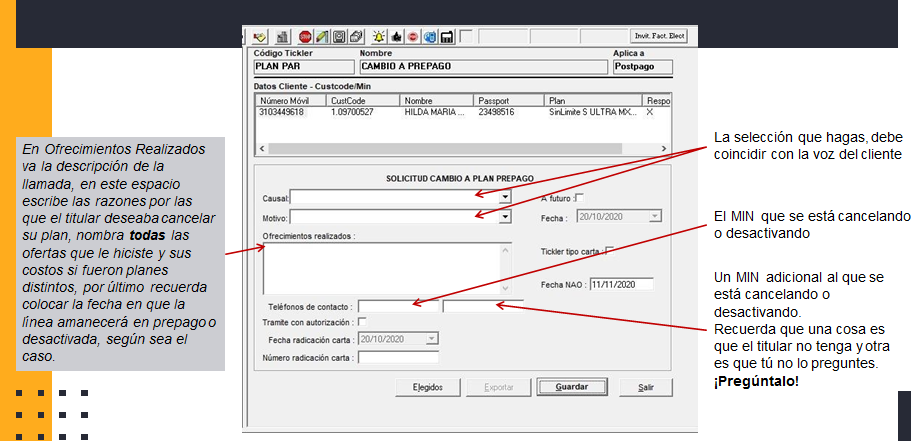 Invit. Fact. Elect
Código Tickler
Nombre
Aplica a
PLAN PAR
CAMBIO A PREPAGO
Postpago
Datos Cliente - Custcode/Min
Número Móvil
CustCode
Nombre
Passport
Plan
Respo
3103449618
1.09700527
HILDA MARIA ...
23498516
SinLimite S ULTRA MX...
X
SOLICITUD CAMBIO A PLAN PREPAGO
Causal:
A futuro :
Motivo:
Fecha :
20/10/2020
Ofrecimientos realizados :
Tickler tipo carta :
Fecha NAO :
11/11/2020
Teléfonos de contacto :
Tramite con autorización :
Fecha radicación carta :
20/10/2020
Número radicación carta :
Elegidos
Exportar
Guardar
Salir
En Ofrecimientos Realizados
va la descripción de la
llamada, en este espacio
escribe las razones por las
que el titular deseaba cancelar
su plan, nombra todas las
ofertas que le hiciste y sus
costos si fueron planes
distintos, por último recuerda
colocar la fecha en que la
línea amanecerá en prepago o
desactivada, según sea el
caso.
La selección que hagas, debe
coincidir con la voz del cliente
El MIN que se está cancelando
o desactivando
Un MIN adicional al que se
está cancelando o
desactivando.
Recuerda que una cosa es
que el titular no tenga y otra
es que tú no lo preguntes.
¡Pregúntalo!